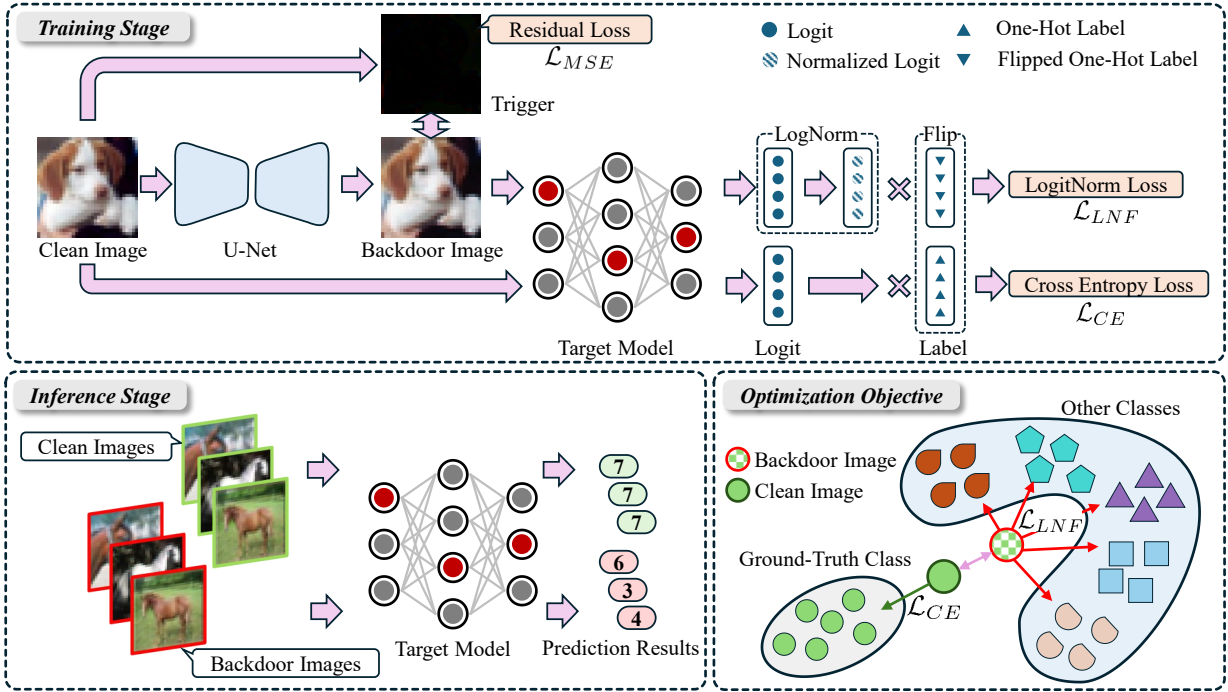 Training Stage
Residual Loss
ℒ_MSE
Trigger
Logit
One-Hot Label
Normalized Logit
Flipped One-Hot Label
LogNorm
Flip
LogitNorm Loss
ℒ_LNF
Clean Image
U-Net
Backdoor Image
Cross Entropy Loss
ℒ_CE
Target Model
Logit
Label
Inference Stage
Clean Images
7
7
7
6
3
4
Backdoor Images
Target Model
Prediction Results
Optimization Objective
Other Classes
Backdoor Image
Clean Image
ℒ_LNF
Ground-Truth Class
ℒ_CE